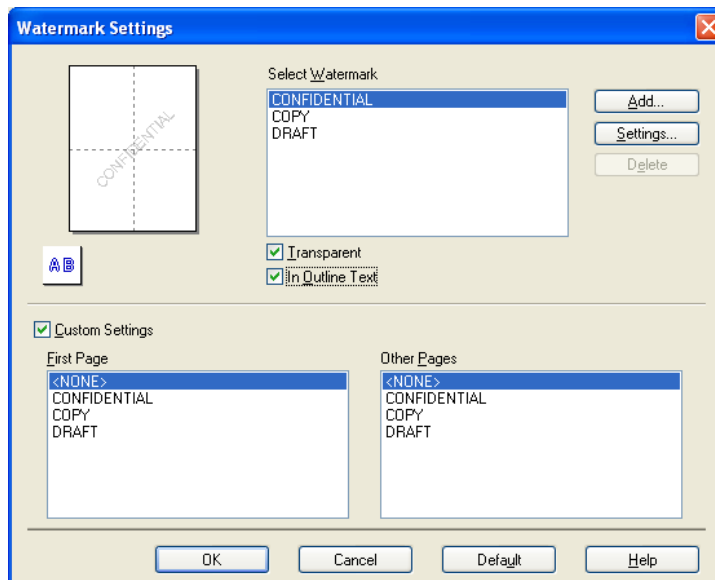 Watermark Settings
Select Watermark
CONFIDENTIAL
CONFIDENTIAL
COPY
DRAFT
Add...
Settings...
Delete
Transparent
In Outline Text
AB
Custom Settings
First Page
<NONE>
CONFIDENTIAL
COPY
DRAFT
Other Pages
<NONE>
CONFIDENTIAL
COPY
DRAFT
OK
Cancel
Default
Help